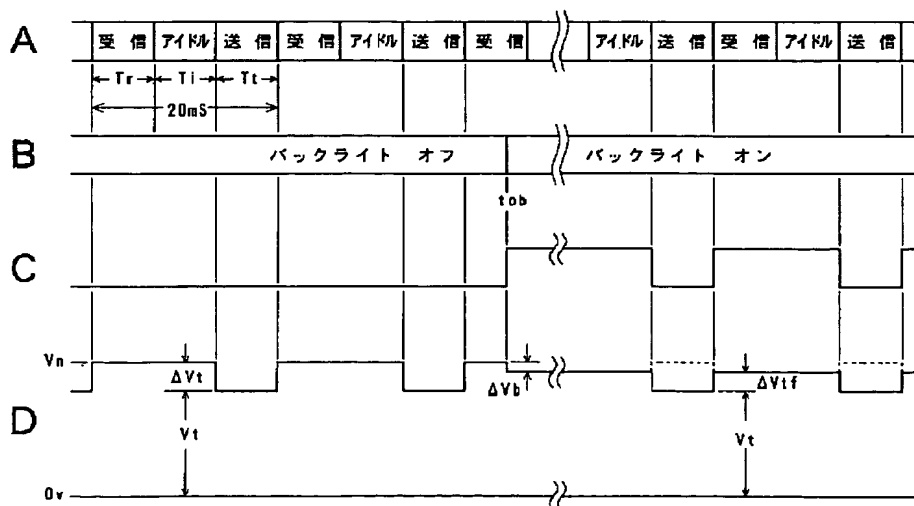 A 受信 アイドル 送信 受信 アイドル 送信 受信 アイドル 送信 受信 アイドル 送信
Tr Ti Tt
20mS
B バックライト オフ バックライト オン
tob
C
Vn
ΔVt ΔVb ΔVtf
D
Vt Vt
0v